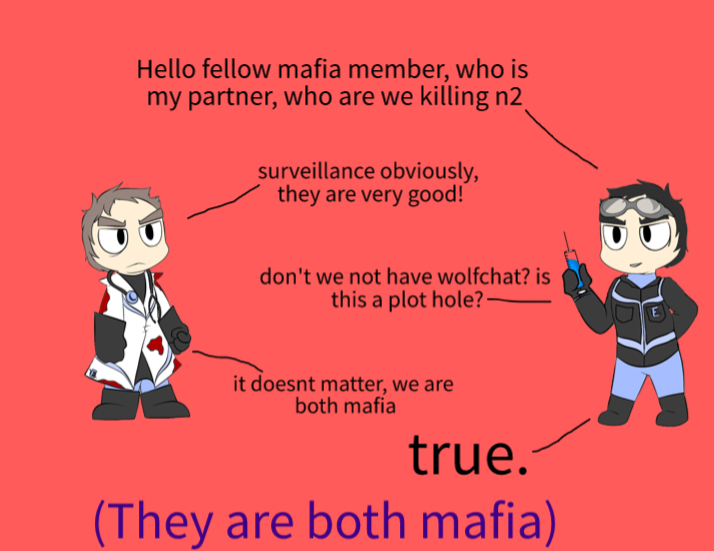 Hello fellow mafia member, who is
my partner, who are we killing n2
surveillance obviously,
they are very good!
don't we not have wolfchat? is
this a plot hole?
it doesnt matter, we are
both mafia
true.
(They are both mafia)